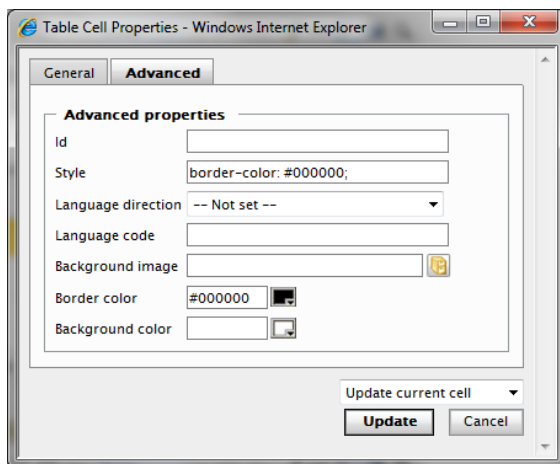 Table Cell Properties - Windows Internet Explorer
General Advanced
Advanced properties
Id
Style border-color: #000000;
Language direction -- Not set --
Language code
Background image
Border color #000000
Background color
Update current cell
Update Cancel